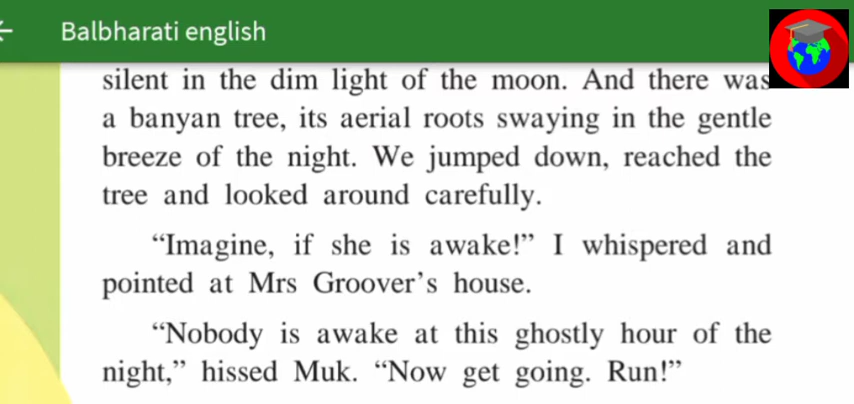 Balbharati english
silent in the dim light of the moon. And there was
a banyan tree, its aerial roots swaying in the gentle
breeze of the night. We jumped down, reached the
tree and looked around carefully.
“Imagine, if she is awake!” I whispered and
pointed at Mrs Groover’s house.
“Nobody is awake at this ghostly hour of the
night,” hissed Muk. “Now get going. Run!”